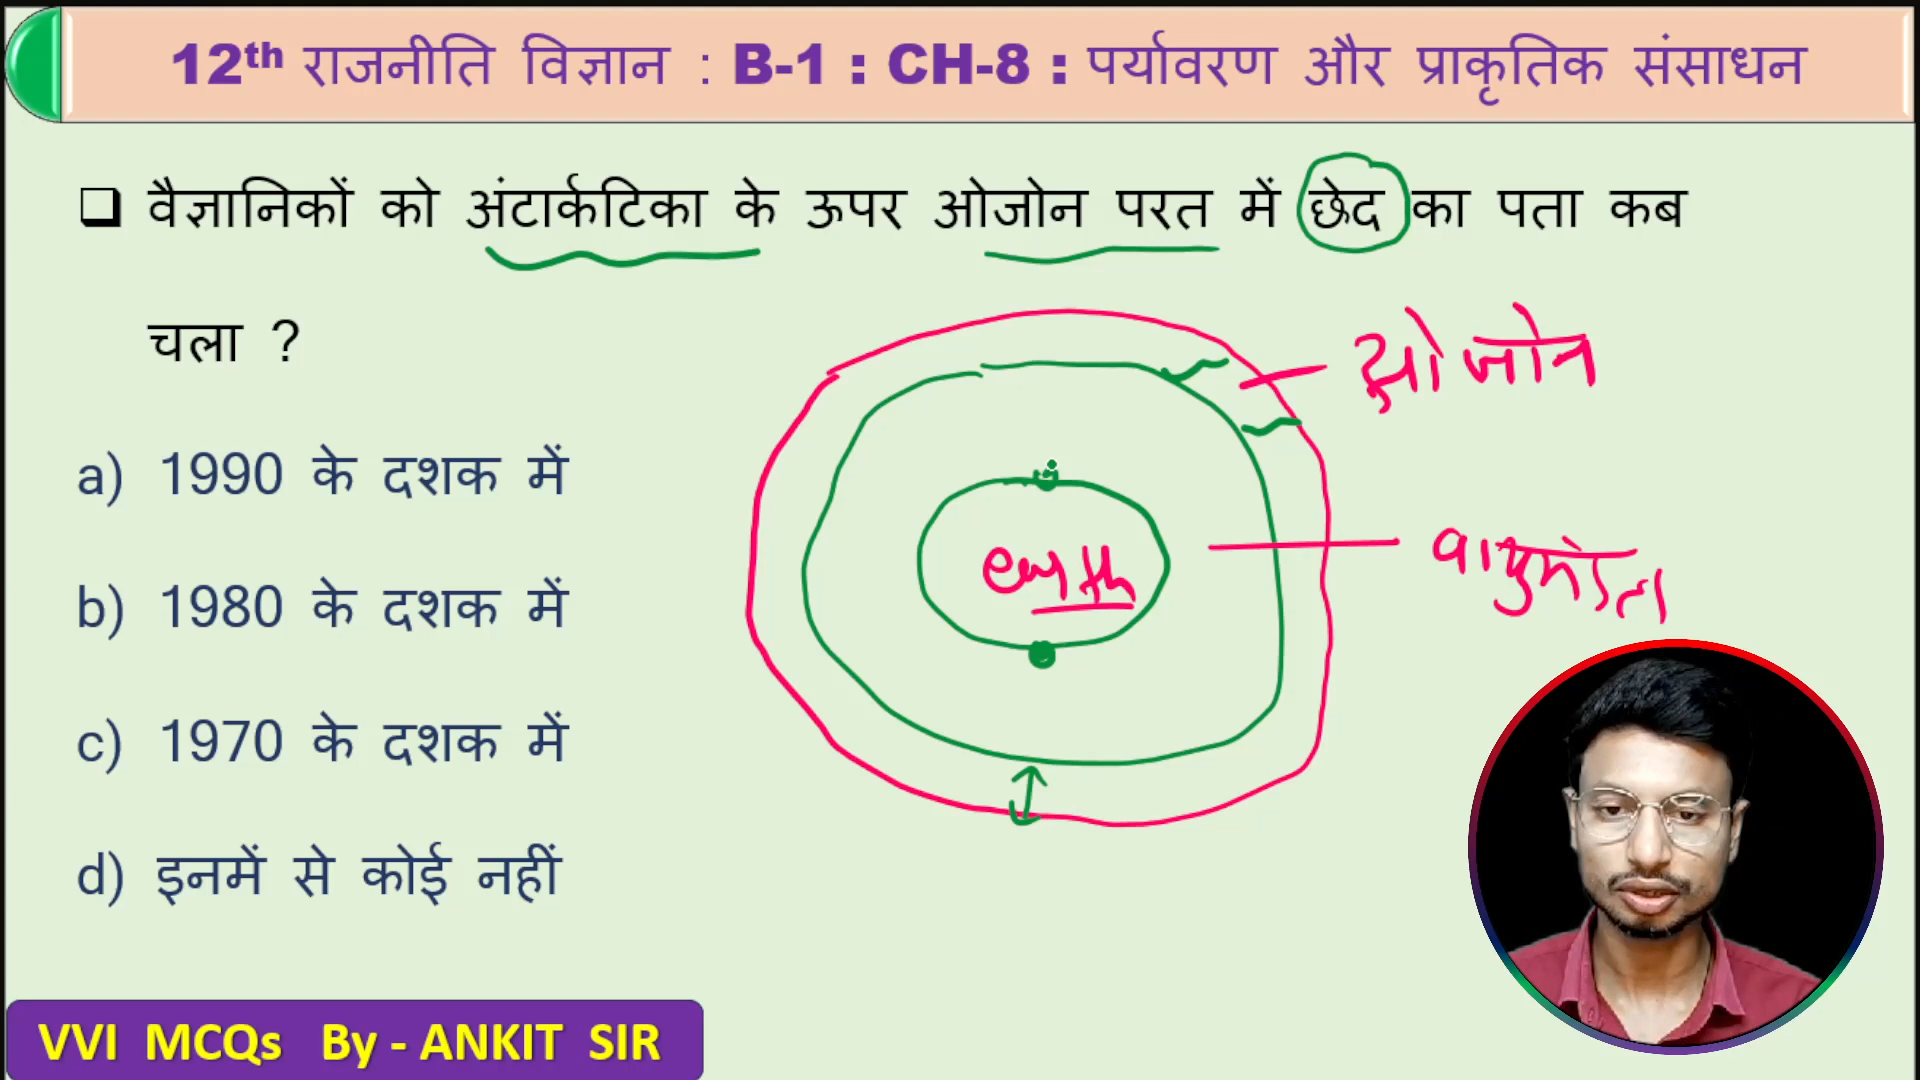 12th राजनीति विज्ञान : B-1 : CH-8 : पर्यावरण और प्राकृतिक संसाधन
❑ वैज्ञानिकों को अंटार्कटिका के ऊपर ओजोन परत में छेद का पता कब
चला ?
ओजोन
a) 1990 के दशक में
earth
b) 1980 के दशक में
c) 1970 के दशक में
d) इनमें से कोई नहीं
VVI MCQs By - ANKIT SIR